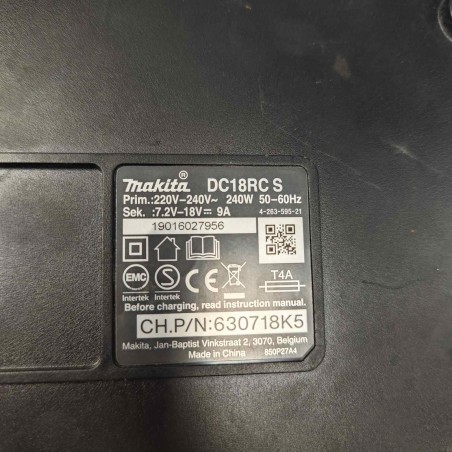 makita® DC18RC S
Prim.:220V-240V~ 240W 50-60Hz
Sek. :7.2V-18V⎓ 9A 4-263-595-21
19016027956
EMC S CE T4A
Intertek Intertek
Before charging, read instruction manual.
CH.P/N:630718K5
Makita, Jan-Baptist Vinkstraat 2, 3070, Belgium
Made in China 850P27A4